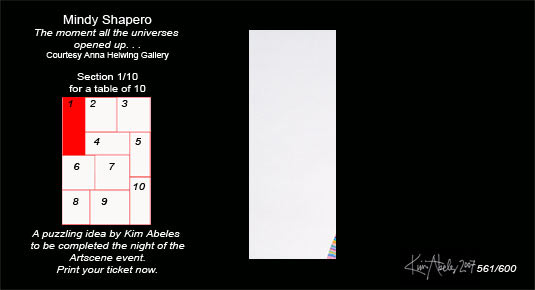 Mindy Shapero
The moment all the universes
opened up. . .
Courtesy Anna Helwing Gallery
Section 1/10
for a table of 10
1 2 3
4 5
6 7
10
8 9
A puzzling idea by Kim Abeles
to be completed the night of the
Artscene event.
Print your ticket now.
Kim Abeles 2007 561/600